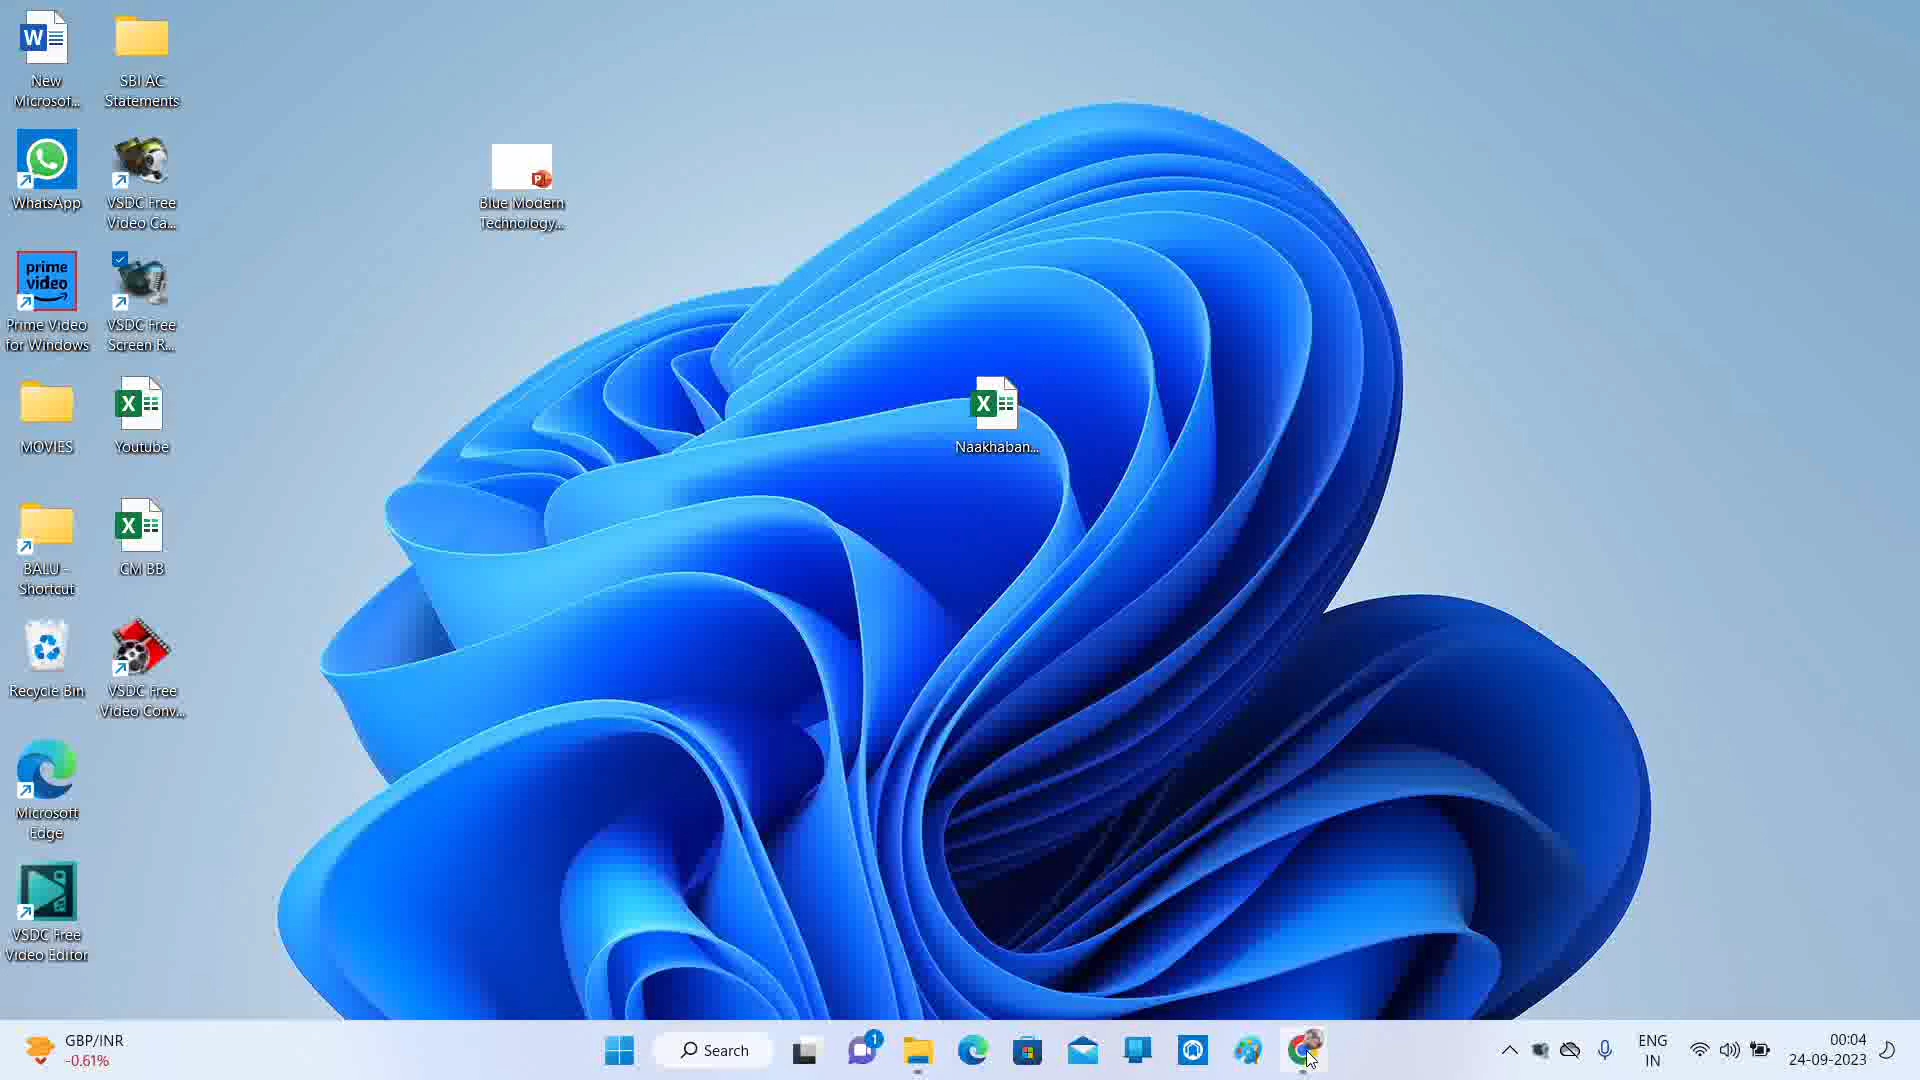 New
Microsof...
SBI AC
Statements
WhatsApp
VSDC Free
Video Ca...
prime
video
Prime Video
for Windows
VSDC Free
Screen R...
MOVIES
Youtube
BALU -
Shortcut
CM BB
Recycle Bin
VSDC Free
Video Conv...
Microsoft
Edge
VSDC Free
Video Editor
Blue Modern
Technology...
Naakhaban...
GBP/INR
-0.61%
Search
1
ENG
IN
00:04
24-09-2023